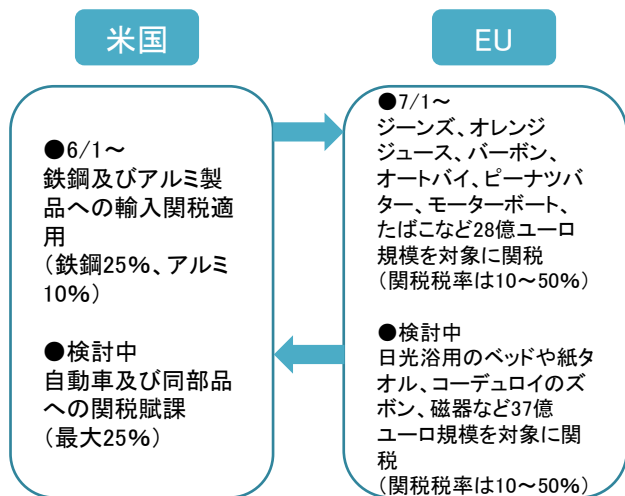 米国
●6/1～
鉄鋼及びアルミ製
品への輸入関税適
用
(鉄鋼25%、アルミ
10%)
●検討中
自動車及び同部品
への関税賦課
(最大25%)
EU
●7/1～
ジーンズ、オレンジ
ジュース、バーボン、
オートバイ、ピーナツバ
ター、モーターボート、
たばこなど28億ユーロ
規模を対象に関税
(関税税率は10～50%)
●検討中
日光浴用のベッドや紙タ
オル、コーデュロイのズ
ボン、磁器など37億
ユーロ規模を対象に関
税
(関税税率は10～50%)